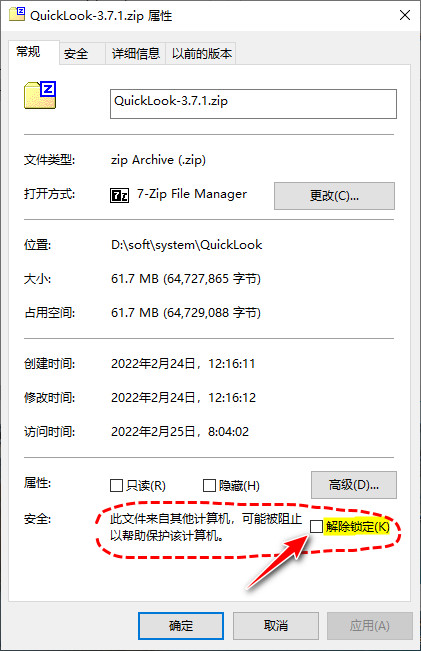 QuickLook-3.7.1.zip 属性
常规 安全 详细信息 以前的版本
Z
QuickLook-3.7.1.zip
文件类型: zip Archive (.zip)
打开方式: 7z 7-Zip File Manager 更改(C)...
位置: D:\soft\system\QuickLook
大小: 61.7 MB (64,727,865 字节)
占用空间: 61.7 MB (64,729,088 字节)
创建时间: 2022年2月24日，12:16:11
修改时间: 2022年2月24日，12:16:12
访问时间: 2022年2月25日，8:04:02
属性: 只读(R) 隐藏(H) 高级(D)...
安全: 此文件来自其他计算机，可能被阻止
以帮助保护该计算机。 解除锁定(K)
确定 取消 应用(A)